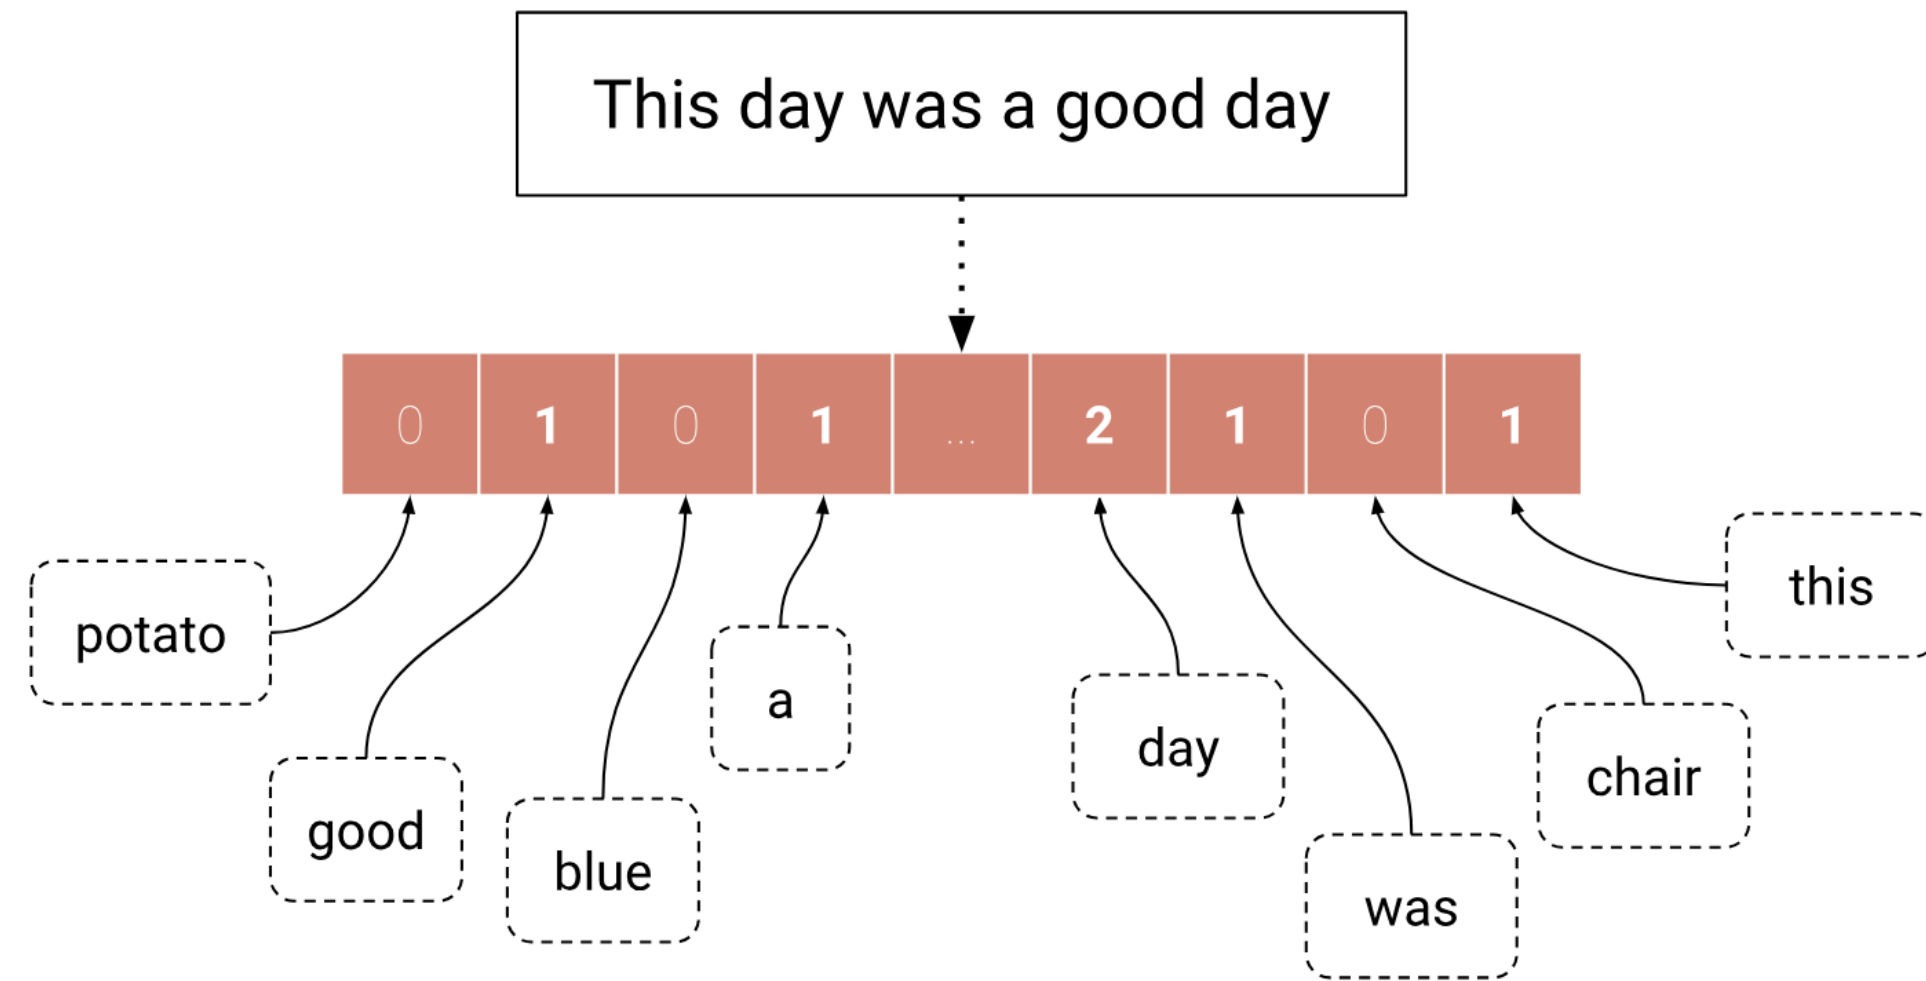 This day was a good day
0 1 0 1 ... 2 1 0 1
potato
good
blue
a
day
was
chair
this